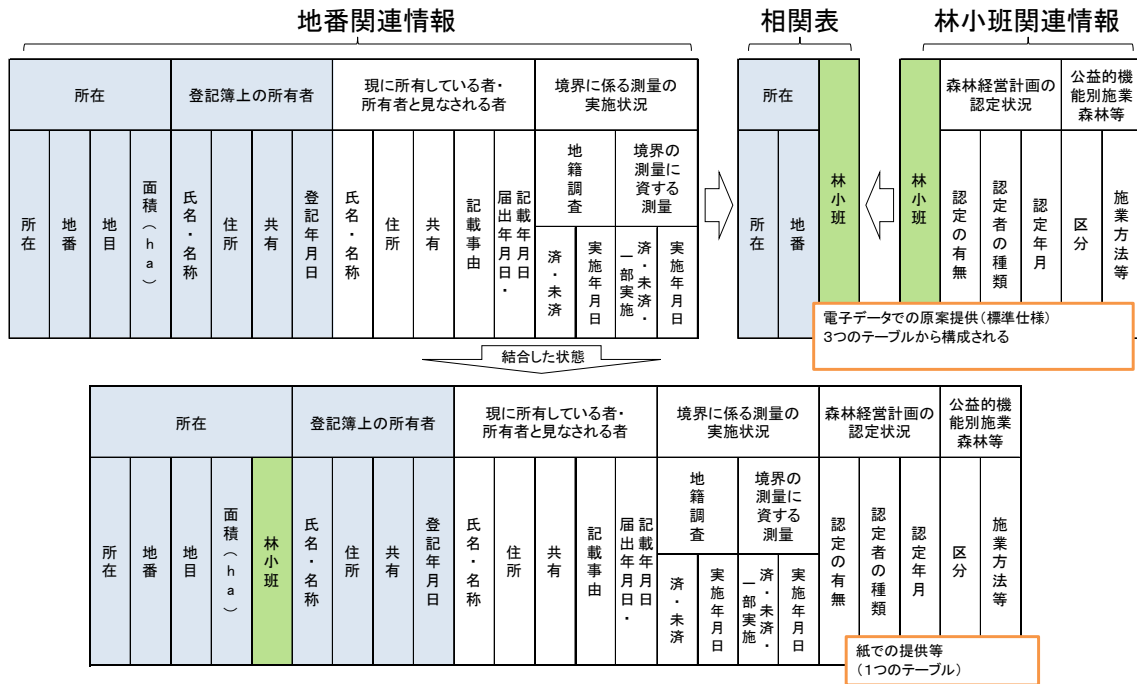 地番関連情報
相関表
林小班関連情報
所在
登記簿上の所有者
現に所有している者・
所有者と見なされる者
境界に係る測量の
実施状況
所在
地番
地目
面積(ha)
氏名・名称
住所
共有
登記年月日
氏名・名称
住所
共有
記載事由
記載年月日
届出年月日・
地籍調査
境界の
測量に
資する
測量
済・未済
実施年月日
済・未済・
一部実施
実施年月日
所在
所在
地番
林小班
林小班
森林経営計画の
認定状況
公益的機
能別施業
森林等
認定の有無
認定者の種類
認定年月
区分
施業方法等
電子データでの原案提供(標準仕様)
3つのテーブルから構成される
結合した状態
所在
登記簿上の所有者
現に所有している者・
所有者と見なされる者
境界に係る測量の
実施状況
森林経営計画の
認定状況
公益的機
能別施業
森林等
所在
地番
地目
面積(ha)
林小班
氏名・名称
住所
共有
登記年月日
氏名・名称
住所
共有
記載事由
記載年月日
届出年月日・
地籍調査
境界の
測量に
資する
測量
済・未済
実施年月日
済・未済・
一部実施
実施年月日
認定の有無
認定者の種類
認定年月
区分
施業方法等
紙での提供等
(1つのテーブル)